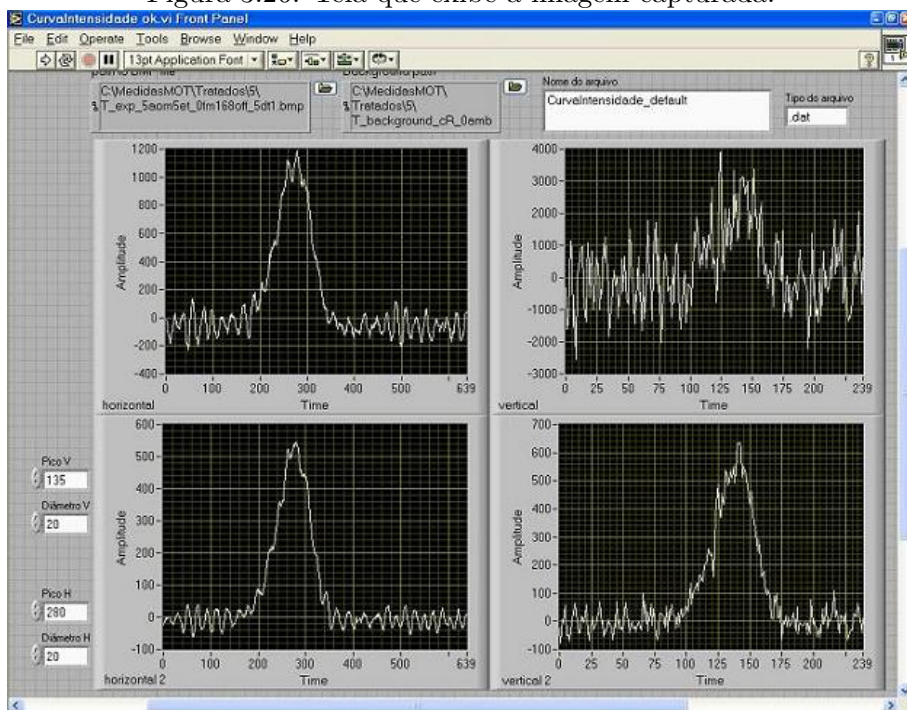 Figura 3.20: Tela que exibe a imagem capturada.
CurvaIntensidade ok.vi Front Panel
File Edit Operate Tools Browse Window Help
13pt Application Font
path to BMP file
C:\MedidasMOT\Tratados\5\
T_exp_5aom5et_0fm168off_5dt1.bmp
Background path
C:\MedidasMOT\
Tratados\5\
T_background_cR_0amb
Nome do arquivo
CurvaIntensidade_default
Tipo do arquivo
.dat
1200
1000
800
600
400
200
0
-200
-400
Amplitude
0 100 200 300 400 500 639
horizontal Time
4000
3000
2000
1000
0
-1000
-2000
-3000
Amplitude
0 25 50 75 100 125 150 175 200 239
vertical Time
Pico V
135
Diâmetro V
20
Pico H
280
Diâmetro H
20
600
500
400
300
200
100
0
-100
Amplitude
0 100 200 300 400 500 639
horizontal 2 Time
700
600
500
400
300
200
100
0
-100
Amplitude
0 25 50 75 100 125 150 175 200 239
vertical 2 Time